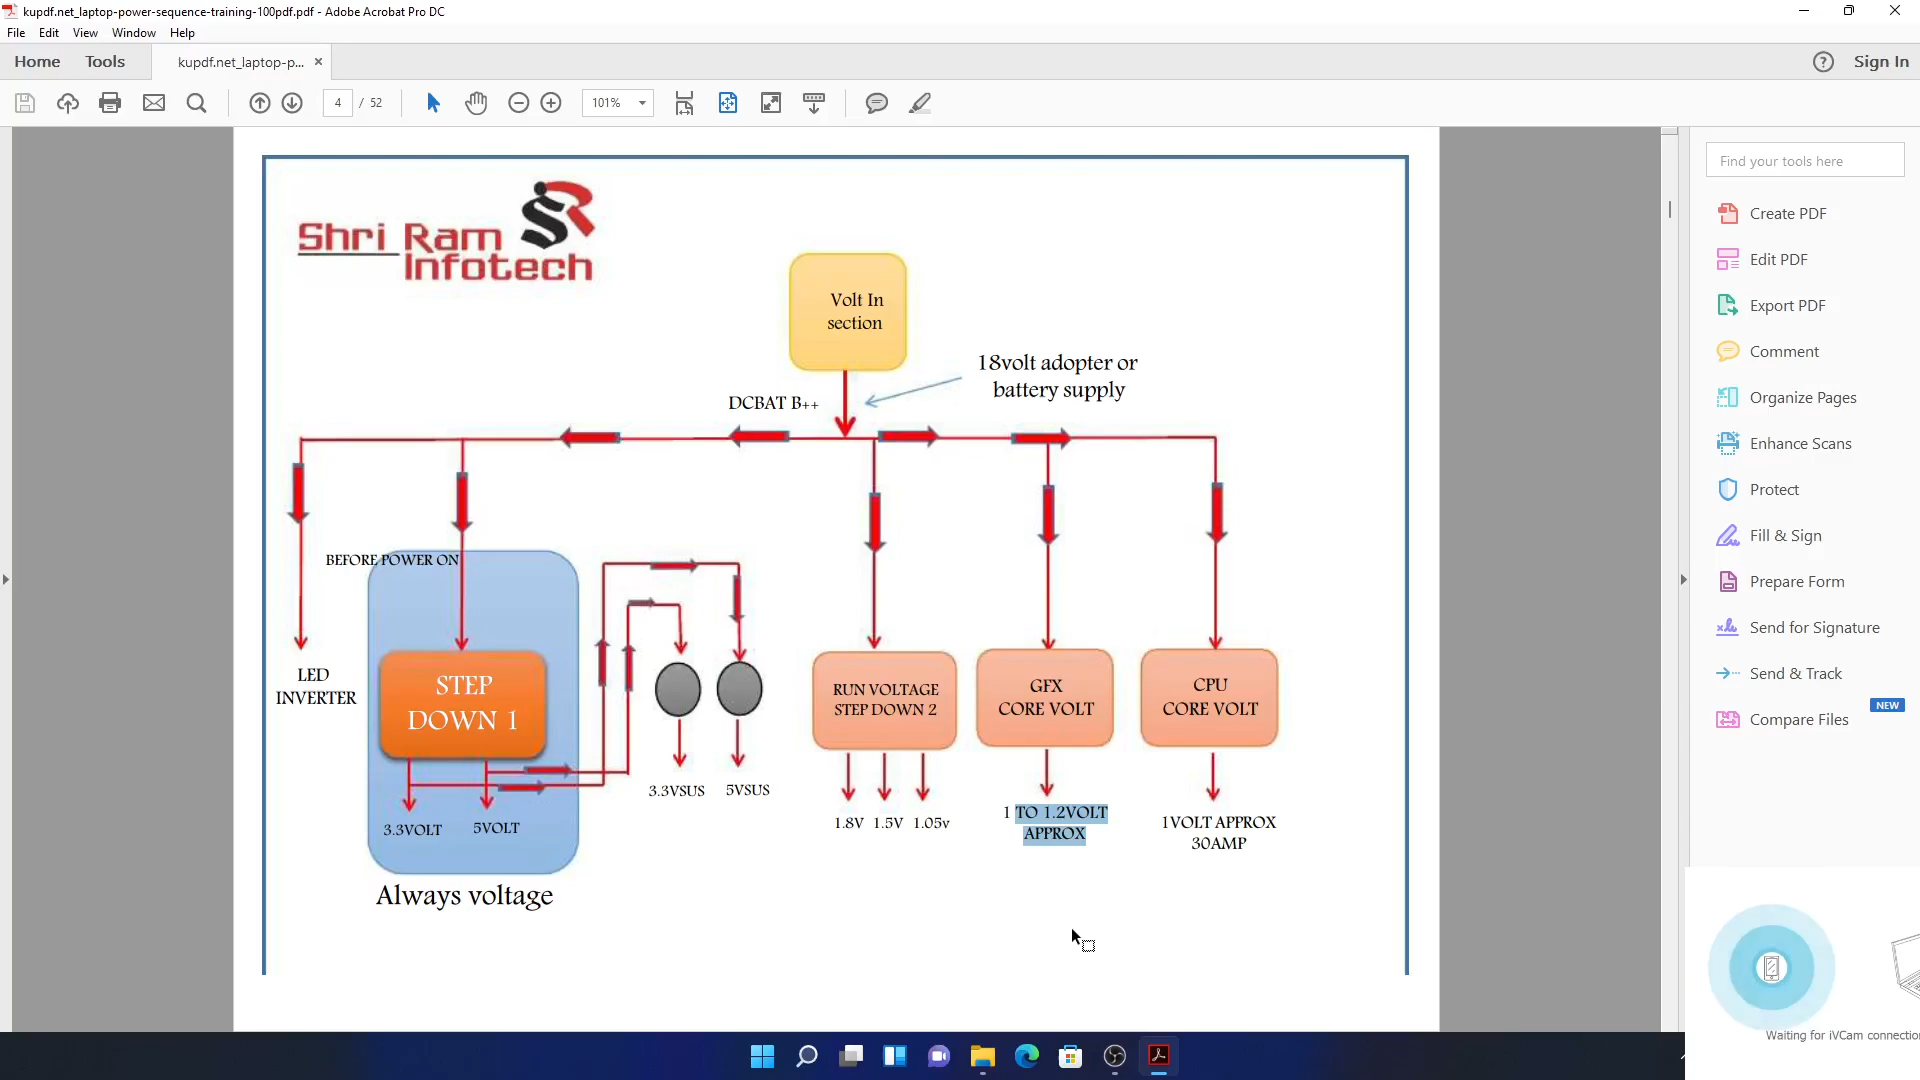 kupdf.net_laptop-power-sequence-training-100pdf.pdf - Adobe Acrobat Pro DC
File Edit View Window Help
Home Tools kupdf.net_laptop-p... × Sign In
4 / 52 101%
Shri Ram
Infotech
Volt In
section
18volt adopter or
battery supply
DCBAT B++
BEFORE POWER ON
LED
INVERTER
STEP
DOWN 1
3.3VOLT 5VOLT
Always voltage
3.3VSUS 5VSUS
RUN VOLTAGE
STEP DOWN 2
1.8V 1.5V 1.05v
GFX
CORE VOLT
1 TO 1.2VOLT
APPROX
CPU
CORE VOLT
1VOLT APPROX
30AMP
Find your tools here
Create PDF
Edit PDF
Export PDF
Comment
Organize Pages
Enhance Scans
Protect
Fill & Sign
Prepare Form
Send for Signature
Send & Track
NEW
Compare Files
Waiting for iVCam connection